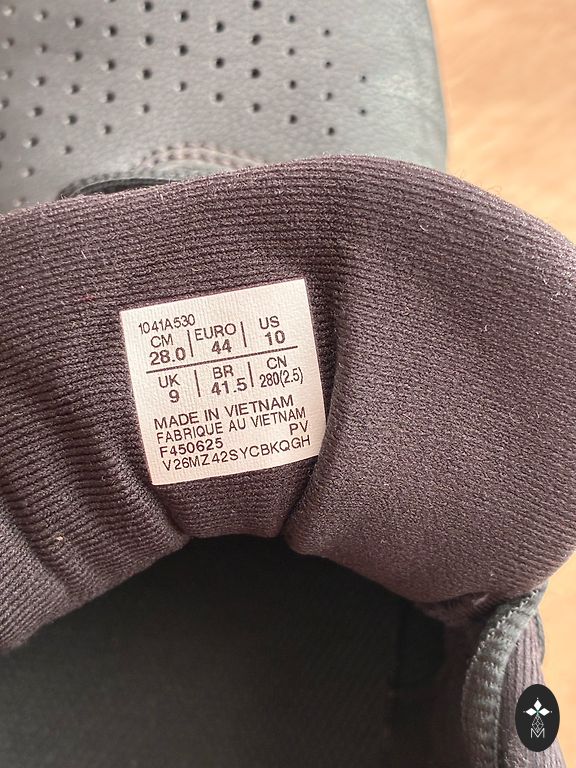 1041A530
CM 28.0 | EURO 44 | US 10
UK 9 | BR 41.5 | CN 280(2.5)
MADE IN VIETNAM
FABRIQUE AU VIETNAM
F450625 PV
V26MZ42SYCBKQGH
M